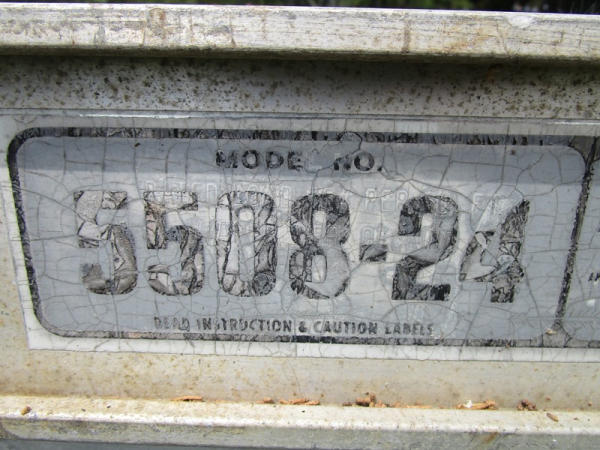 MODEL NO.
5508-24
READ INSTRUCTION & CAUTION LABELS